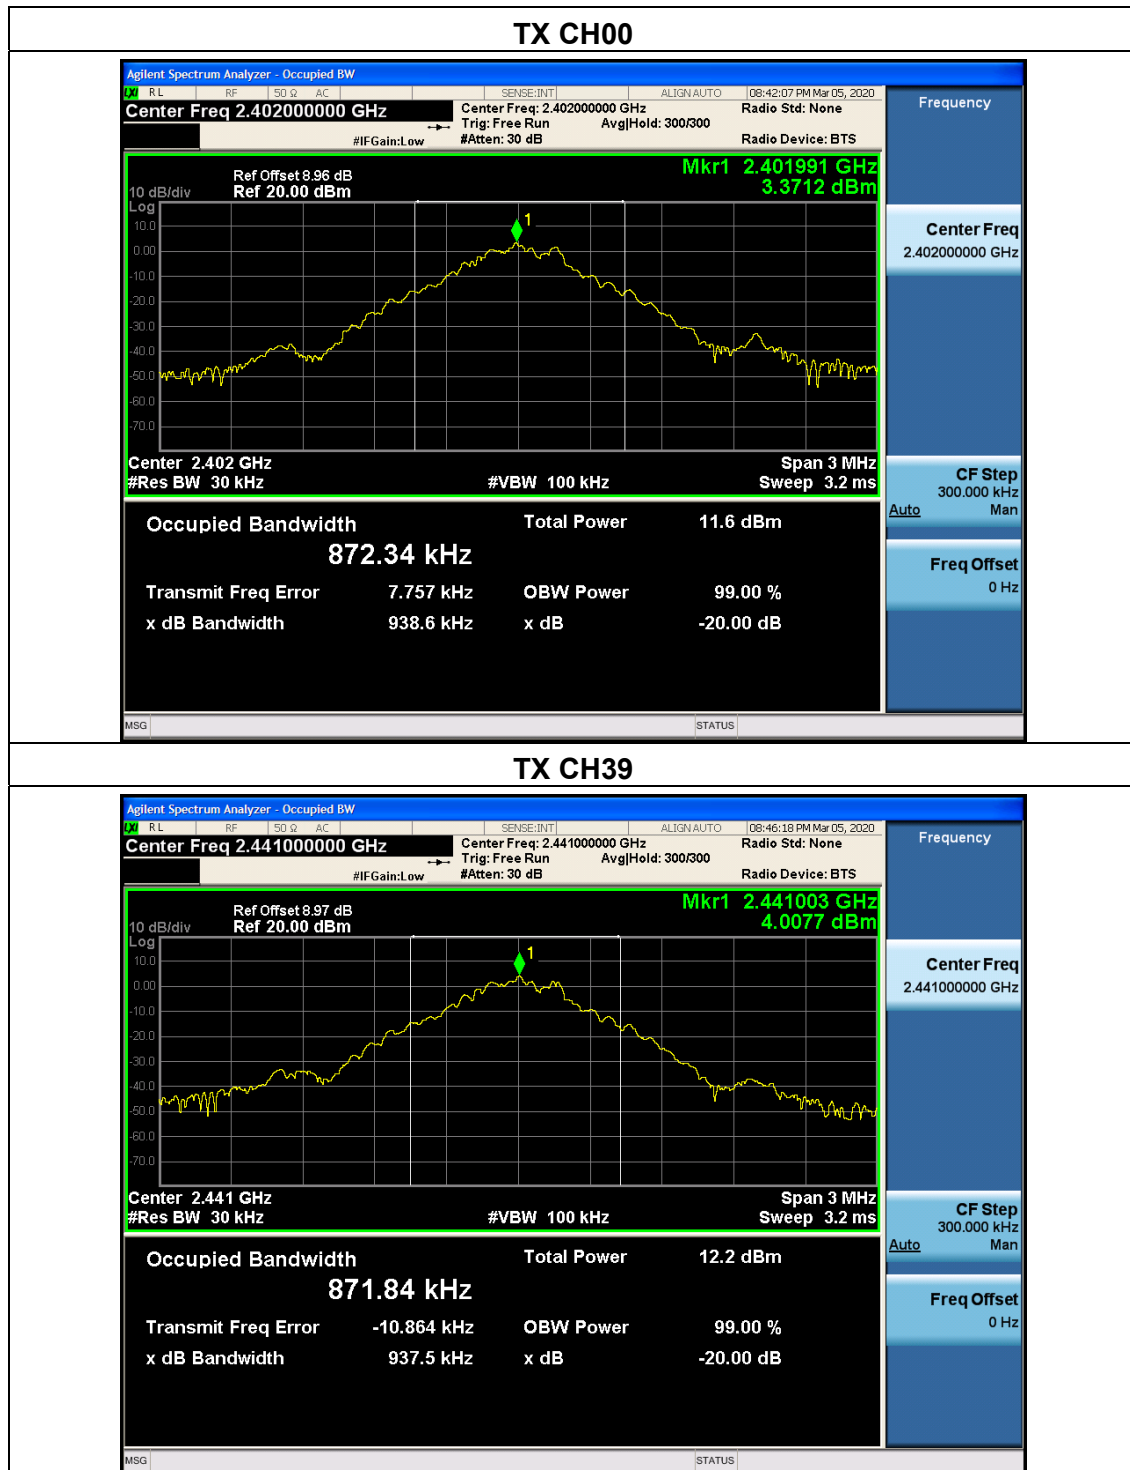 TX CH00
Agilent Spectrum Analyzer - Occupied BW
LXI RL RF 50 Ω AC SENSE:INT ALIGN AUTO 08:42:07 PM Mar 05, 2020
Center Freq 2.402000000 GHz Center Freq: 2.402000000 GHz Radio Std: None
Trig: Free Run Avg|Hold: 300/300
#IFGain:Low #Atten: 30 dB Radio Device: BTS
Frequency
Mkr1 2.401991 GHz
3.3712 dBm
Ref Offset 8.96 dB
10 dB/div Ref 20.00 dBm
Log
10.0
0.00
-10.0
-20.0
-30.0
-40.0
-50.0
-60.0
-70.0
1
Center 2.402 GHz Span 3 MHz
#Res BW 30 kHz #VBW 100 kHz Sweep 3.2 ms
Center Freq
2.402000000 GHz
CF Step
300.000 kHz
Auto Man
Freq Offset
0 Hz
Occupied Bandwidth Total Power 11.6 dBm
872.34 kHz
Transmit Freq Error 7.757 kHz OBW Power 99.00 %
x dB Bandwidth 938.6 kHz x dB -20.00 dB
MSG STATUS
TX CH39
Agilent Spectrum Analyzer - Occupied BW
LXI RL RF 50 Ω AC SENSE:INT ALIGN AUTO 08:46:18 PM Mar 05, 2020
Center Freq 2.441000000 GHz Center Freq: 2.441000000 GHz Radio Std: None
Trig: Free Run Avg|Hold: 300/300
#IFGain:Low #Atten: 30 dB Radio Device: BTS
Frequency
Mkr1 2.441003 GHz
4.0077 dBm
Ref Offset 8.97 dB
10 dB/div Ref 20.00 dBm
Log
10.0
0.00
-10.0
-20.0
-30.0
-40.0
-50.0
-60.0
-70.0
1
Center 2.441 GHz Span 3 MHz
#Res BW 30 kHz #VBW 100 kHz Sweep 3.2 ms
Center Freq
2.441000000 GHz
CF Step
300.000 kHz
Auto Man
Freq Offset
0 Hz
Occupied Bandwidth Total Power 12.2 dBm
871.84 kHz
Transmit Freq Error -10.864 kHz OBW Power 99.00 %
x dB Bandwidth 937.5 kHz x dB -20.00 dB
MSG STATUS